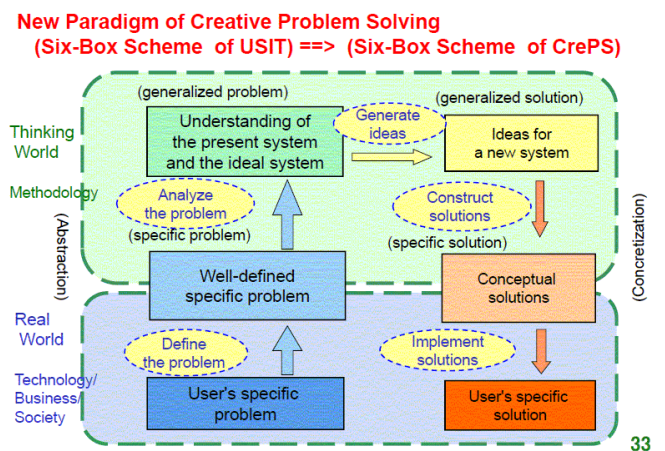 New Paradigm of Creative Problem Solving
(Six-Box Scheme of USIT) ==> (Six-Box Scheme of CrePS)
(generalized problem)
Understanding of
the present system
and the ideal system
Generate
ideas
(generalized solution)
Ideas for
a new system
Thinking
World
Methodology
(Abstraction)
Analyze
the problem
(specific problem)
Construct
solutions
(specific solution)
(Concretization)
Well-defined
specific problem
Conceptual
solutions
Real
World
Define
the problem
Implement
solutions
Technology/
Business/
Society
User's specific
problem
User's specific
solution
33